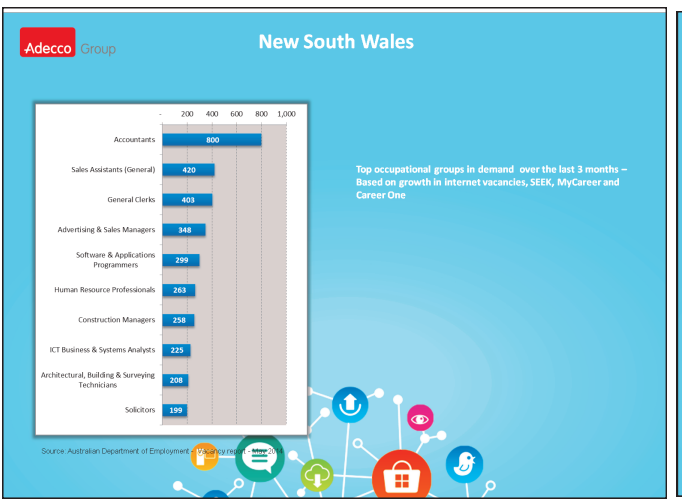 Adecco Group
New South Wales
- 200 400 600 800 1,000
Accountants 800
Sales Assistants (General) 420
General Clerks 403
Advertising & Sales Managers 348
Software & Applications
Programmers 299
Human Resource Professionals 263
Construction Managers 258
ICT Business & Systems Analysts 225
Architectural, Building & Surveying
Technicians 208
Solicitors 199
Top occupational groups in demand over the last 3 months –
Based on growth in internet vacancies, SEEK, MyCareer and
Career One
Source: Australian Department of Employment - Vacancy report - May 2014